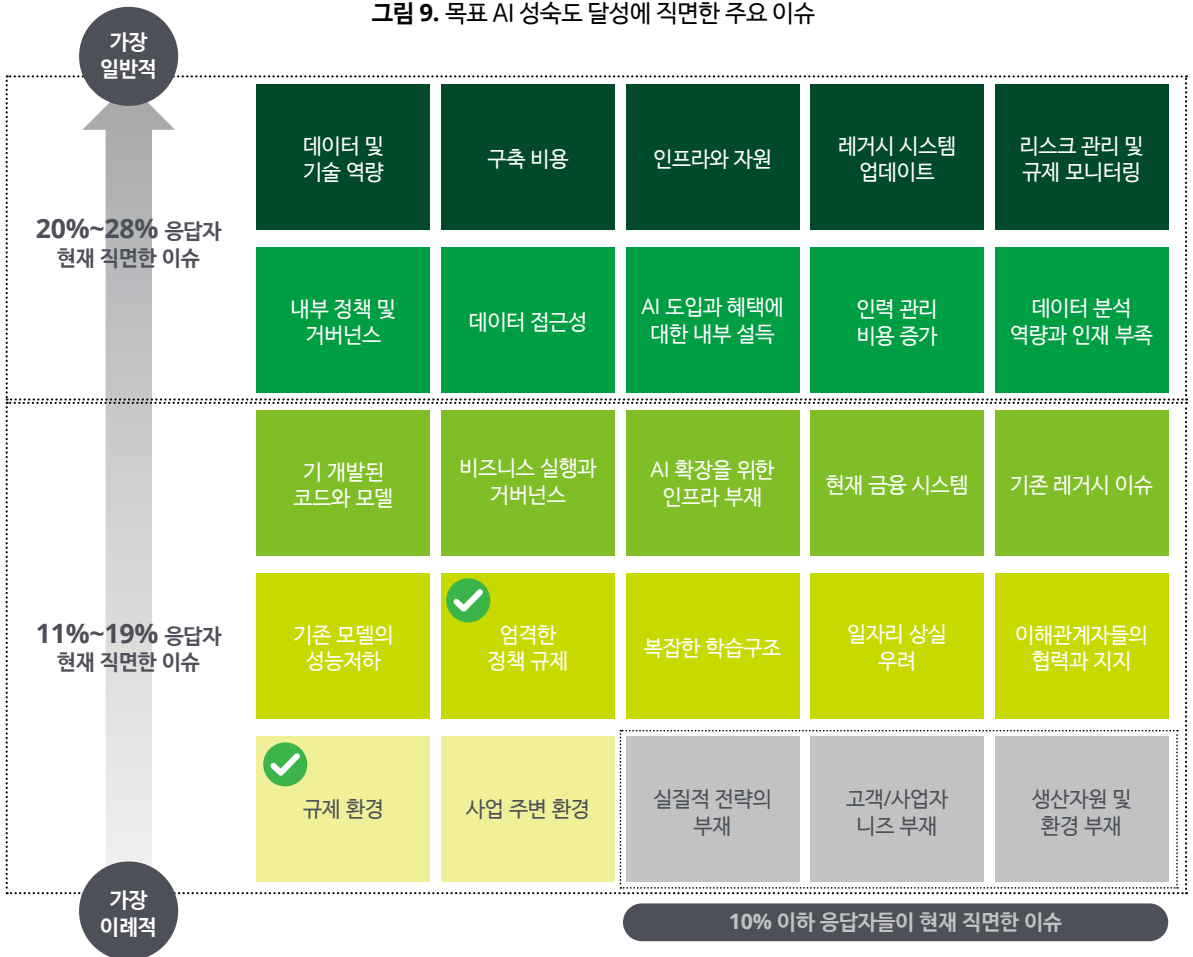 그림 9. 목표 AI 성숙도 달성에 직면한 주요 이슈
가장
일반적
데이터 및
기술 역량
구축 비용
인프라와 자원
레거시 시스템
업데이트
리스크 관리 및
규제 모니터링
20%~28% 응답자
현재 직면한 이슈
내부 정책 및
거버넌스
데이터 접근성
AI 도입과 혜택에
대한 내부 설득
인력 관리
비용 증가
데이터 분석
역량과 인재 부족
기 개발된
코드와 모델
비즈니스 실행과
거버넌스
AI 확장을 위한
인프라 부재
현재 금융 시스템
기존 레거시 이슈
11%~19% 응답자
현재 직면한 이슈
기존 모델의
성능저하
엄격한
정책 규제
복잡한 학습구조
일자리 상실
우려
이해관계자들의
협력과 지지
규제 환경
사업 주변 환경
실질적 전략의
부재
고객/사업자
니즈 부재
생산자원 및
환경 부재
가장
이례적
10% 이하 응답자들이 현재 직면한 이슈